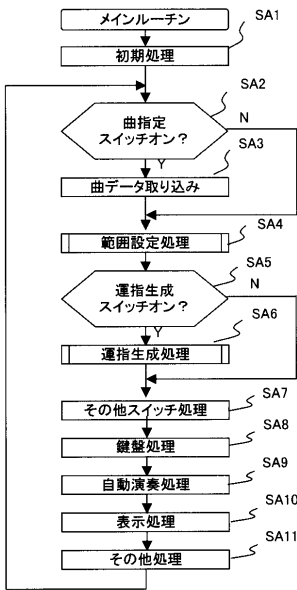 メインルーチン
SA1
初期処理
SA2
曲指定
スイッチオン?
N
Y
SA3
曲データ取り込み
SA4
範囲設定処理
SA5
運指生成
スイッチオン?
N
Y
SA6
運指生成処理
SA7
その他スイッチ処理
SA8
鍵盤処理
SA9
自動演奏処理
SA10
表示処理
SA11
その他処理